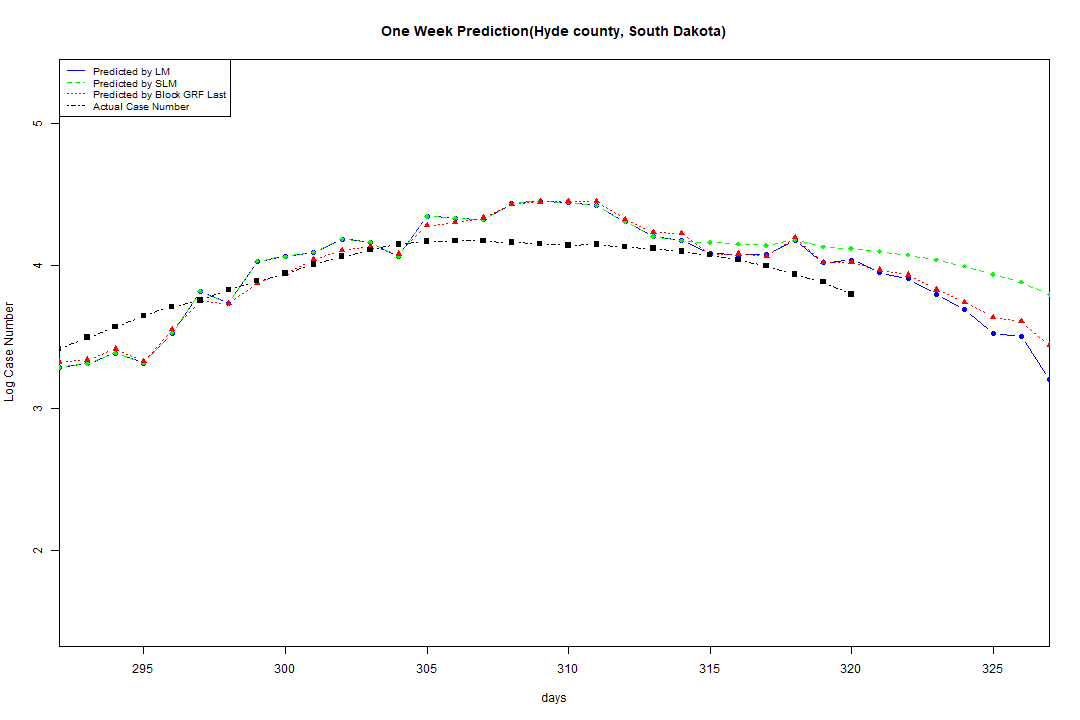 One Week Prediction(Hyde county, South Dakota)
Predicted by LM
Predicted by SLM
Predicted by Block GRF Last
Actual Case Number
5
4
3
2
Log Case Number
295 300 305 310 315 320 325
days